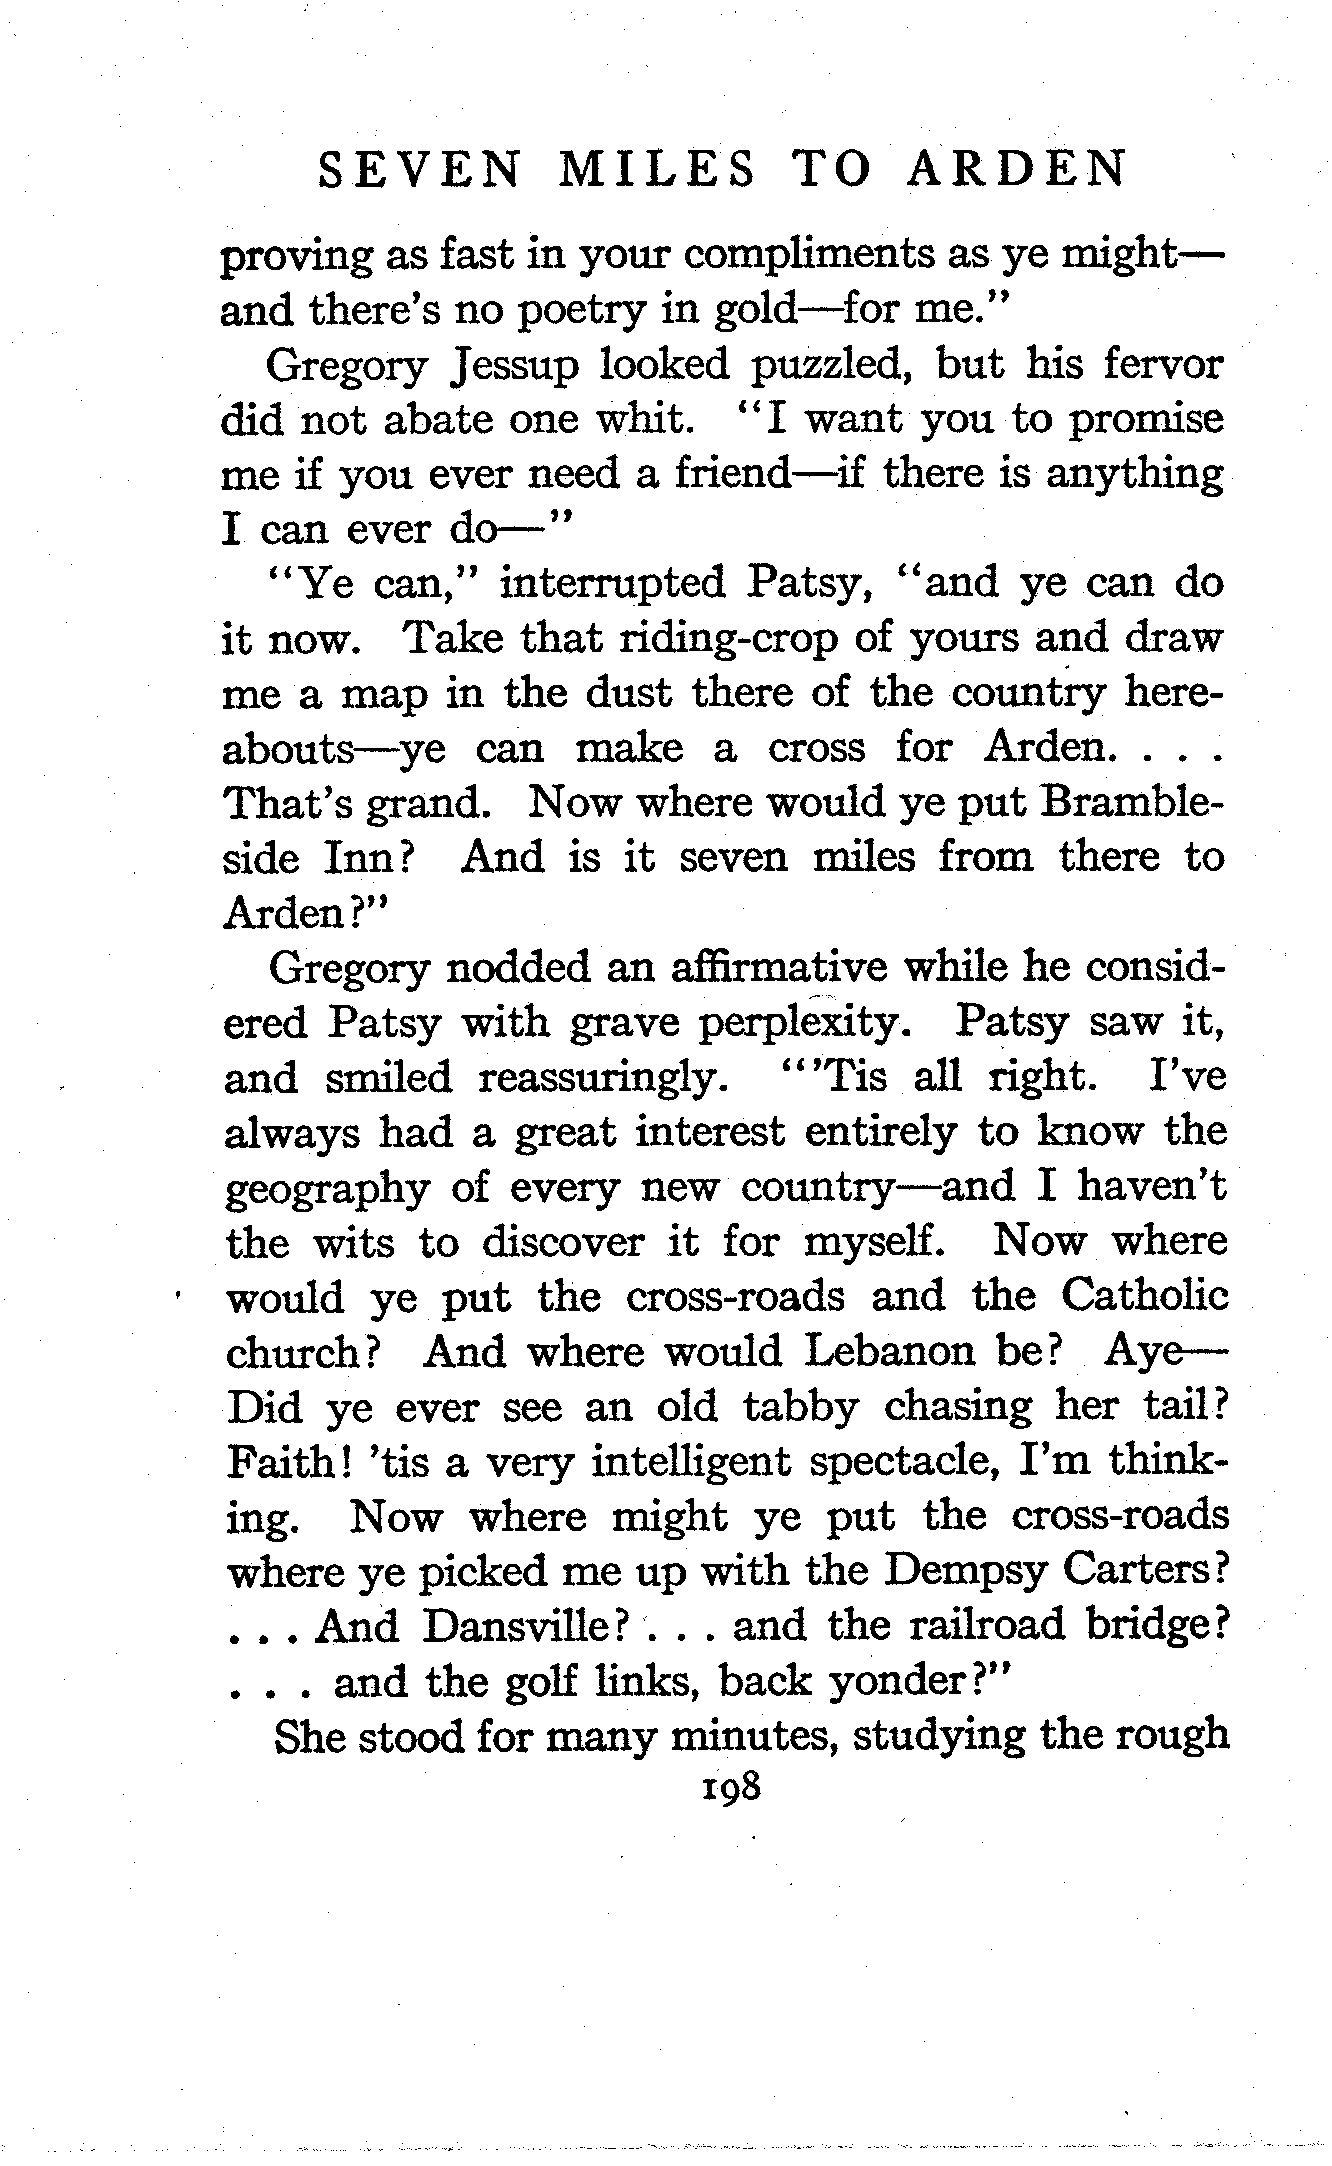 SEVEN MILES TO ARDEN
proving as fast in your compliments as ye might—
and there's no poetry in gold—for me."
Gregory Jessup looked puzzled, but his fervor
did not abate one whit. "I want you to promise
me if you ever need a friend—if there is anything
I can ever do—"
"Ye can," interrupted Patsy, "and ye can do
it now. Take that riding-crop of yours and draw
me a map in the dust there of the country here-
abouts—ye can make a cross for Arden. . . .
That's grand. Now where would ye put Bramble-
side Inn? And is it seven miles from there to
Arden?"
Gregory nodded an affirmative while he consid-
ered Patsy with grave perplexity. Patsy saw it,
and smiled reassuringly. "'Tis all right. I've
always had a great interest entirely to know the
geography of every new country—and I haven't
the wits to discover it for myself. Now where
would ye put the cross-roads and the Catholic
church? And where would Lebanon be? Aye—
Did ye ever see an old tabby chasing her tail?
Faith! 'tis a very intelligent spectacle, I'm think-
ing. Now where might ye put the cross-roads
where ye picked me up with the Dempsy Carters?
. . . And Dansville? . . . and the railroad bridge?
. . . and the golf links, back yonder?"
She stood for many minutes, studying the rough
198